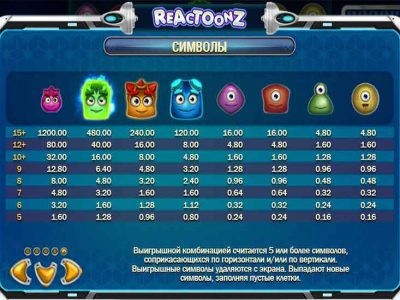 REACTOONZ
СИМВОЛЫ
15+ 1200.00 480.00 240.00 120.00 16.00 16.00 4.80 4.80
12+ 80.00 40.00 16.00 8.00 4.80 4.80 1.60 1.60
10+ 32.00 16.00 8.00 4.80 1.60 1.60 1.28 1.28
9 12.80 6.40 4.80 3.20 1.60 1.28 1.28 1.28
8 8.00 4.80 3.20 2.40 0.96 0.96 0.48 0.96
7 4.80 3.20 1.60 1.60 0.64 0.64 0.32 0.32
6 3.20 1.60 1.28 1.12 0.32 0.32 0.32 0.24
5 1.60 1.28 0.96 0.80 0.24 0.24 0.16 0.16
Выигрышной комбинацией считается 5 или более символов,
соприкасающихся по горизонтали и/или по вертикали.
Выигрышные символы удаляются с экрана. Выпадают новые
символы, заполняя пустые клетки.